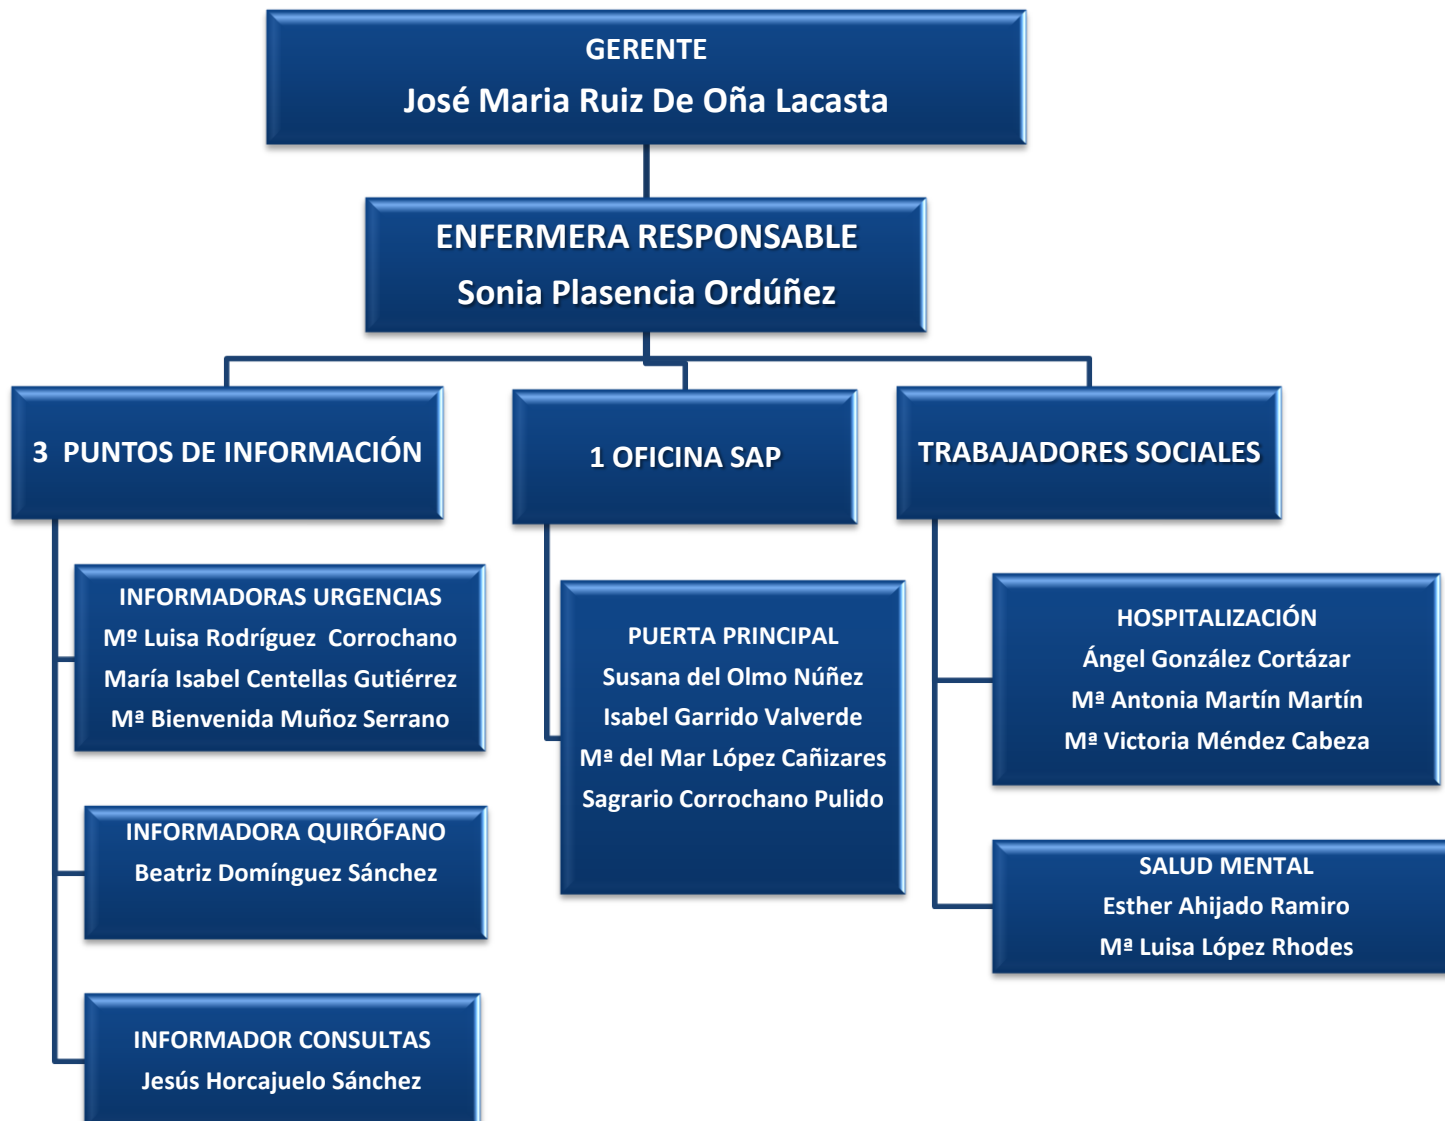 GERENTE
José Maria Ruiz De Oña Lacasta
ENFERMERA RESPONSABLE
Sonia Plasencia Ordúñez
3  PUNTOS DE INFORMACIÓN
INFORMADORAS URGENCIAS
Mº Luisa Rodríguez  Corrochano
María Isabel Centellas Gutiérrez
Mª Bienvenida Muñoz Serrano
INFORMADORA QUIRÓFANO
Beatriz Domínguez Sánchez
INFORMADOR CONSULTAS
Jesús Horcajuelo Sánchez
1 OFICINA SAP
PUERTA PRINCIPAL
Susana del Olmo Núñez
Isabel Garrido Valverde
Mª del Mar López Cañizares
Sagrario Corrochano Pulido
TRABAJADORES SOCIALES
HOSPITALIZACIÓN
Ángel González Cortázar
Mª Antonia Martín Martín
Mª Victoria Méndez Cabeza
SALUD MENTAL
Esther Ahijado Ramiro
Mª Luisa López Rhodes